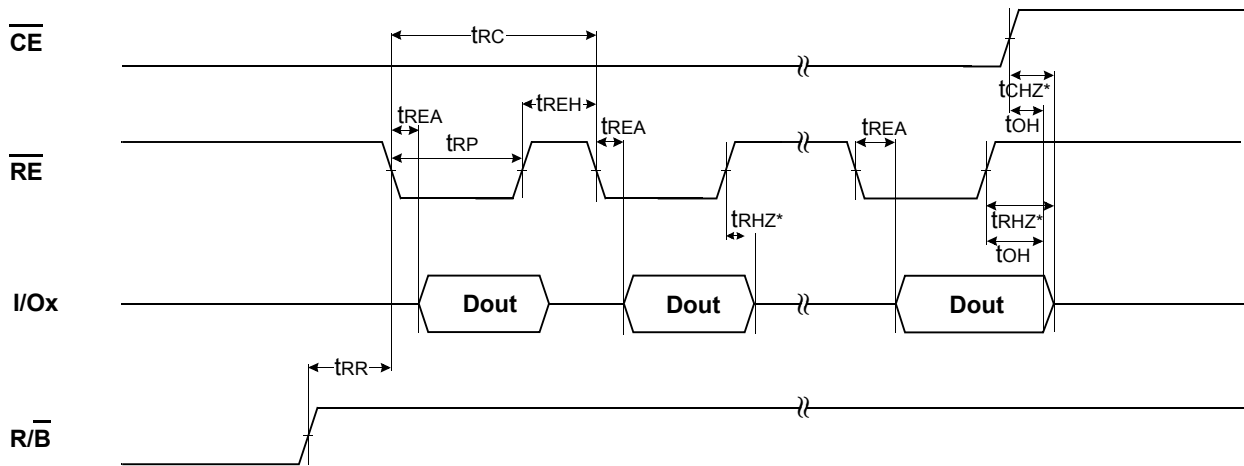 CE
tRC
tCHZ*
tREA
tREH
tREA
tREA
tOH
tRP
RE
tRHZ*
tRHZ*
tOH
I/Ox
Dout
Dout
Dout
tRR
R/B